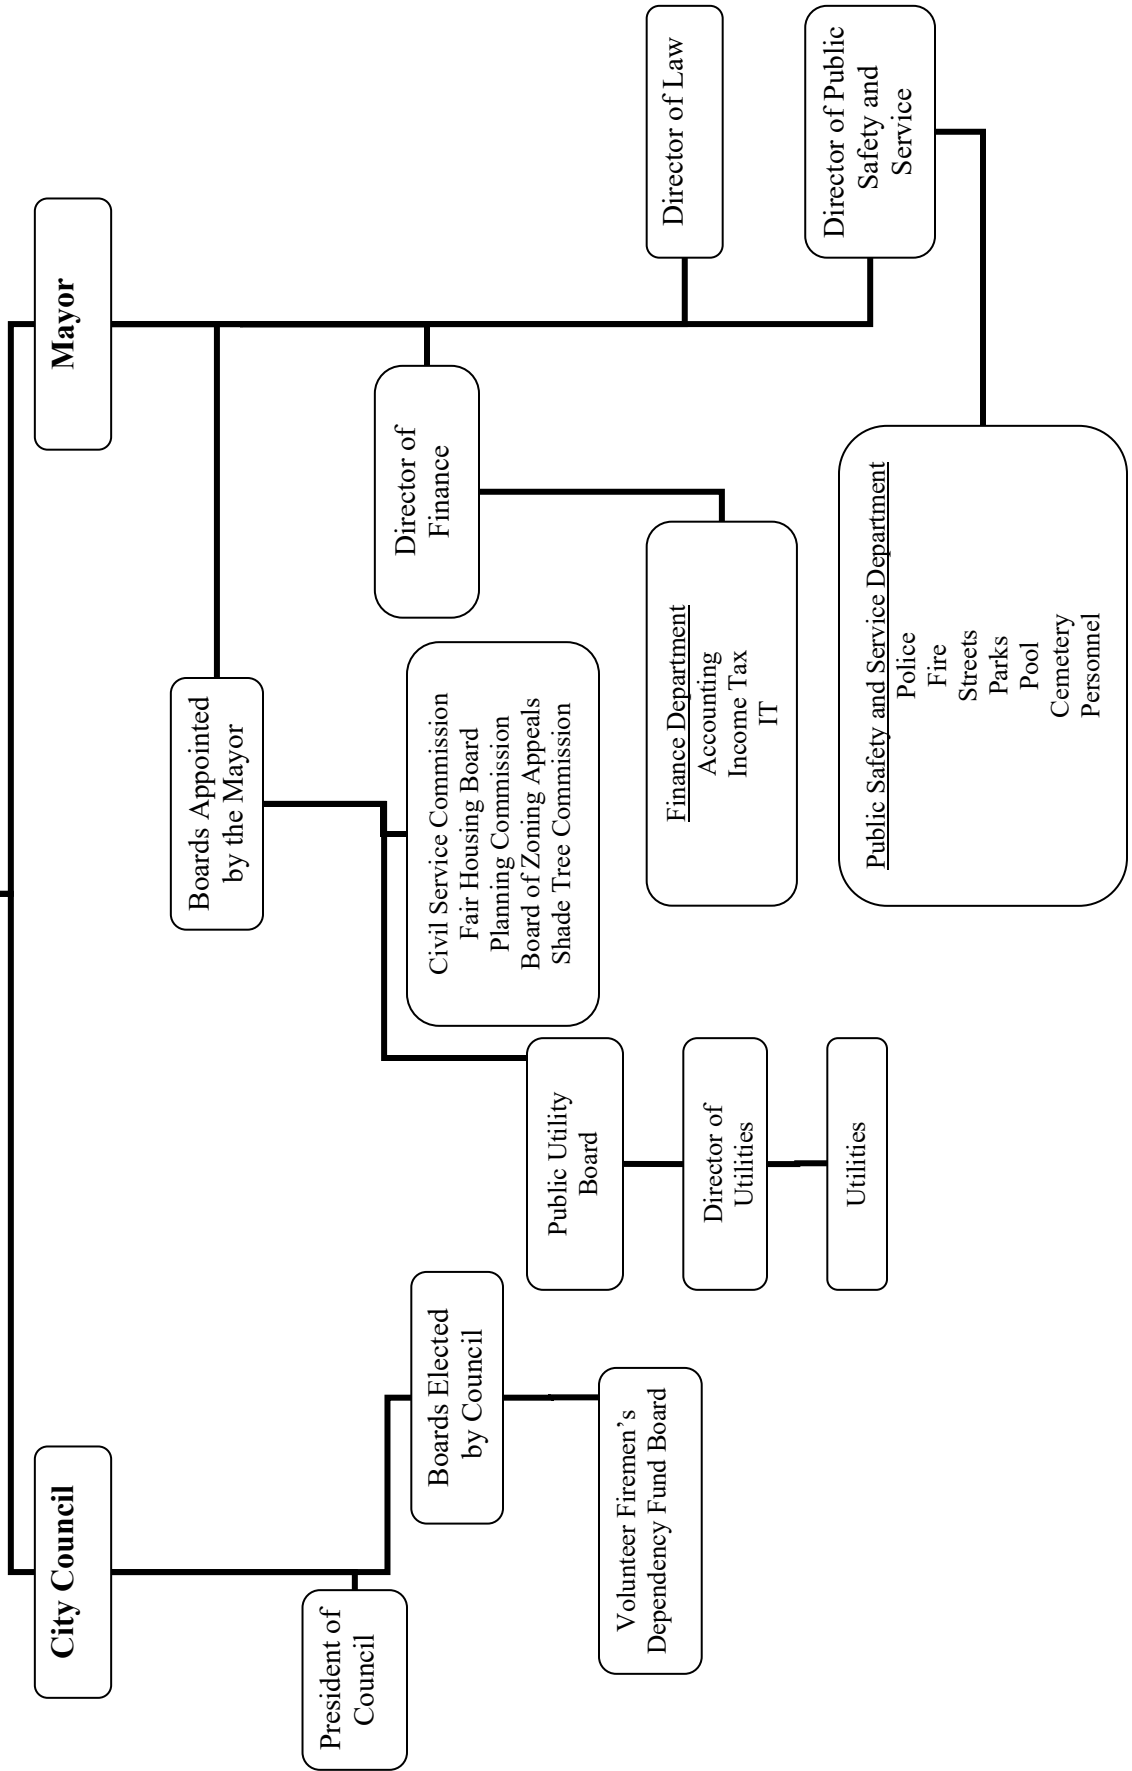 City Council
Mayor
President of
Council
Boards Elected
by Council
Volunteer Firemen’s
Dependency Fund Board
Boards Appointed
by the Mayor
Public Utility
Board
Director of
Utilities
Utilities
Civil Service Commission
Fair Housing Board
Planning Commission
Board of Zoning Appeals
Shade Tree Commission
Director of
Finance
Finance Department
Accounting
Income Tax
IT
Director of Law
Director of Public
Safety and
Service
Public Safety and Service Department
Police
Fire
Streets
Parks
Pool
Cemetery
Personnel